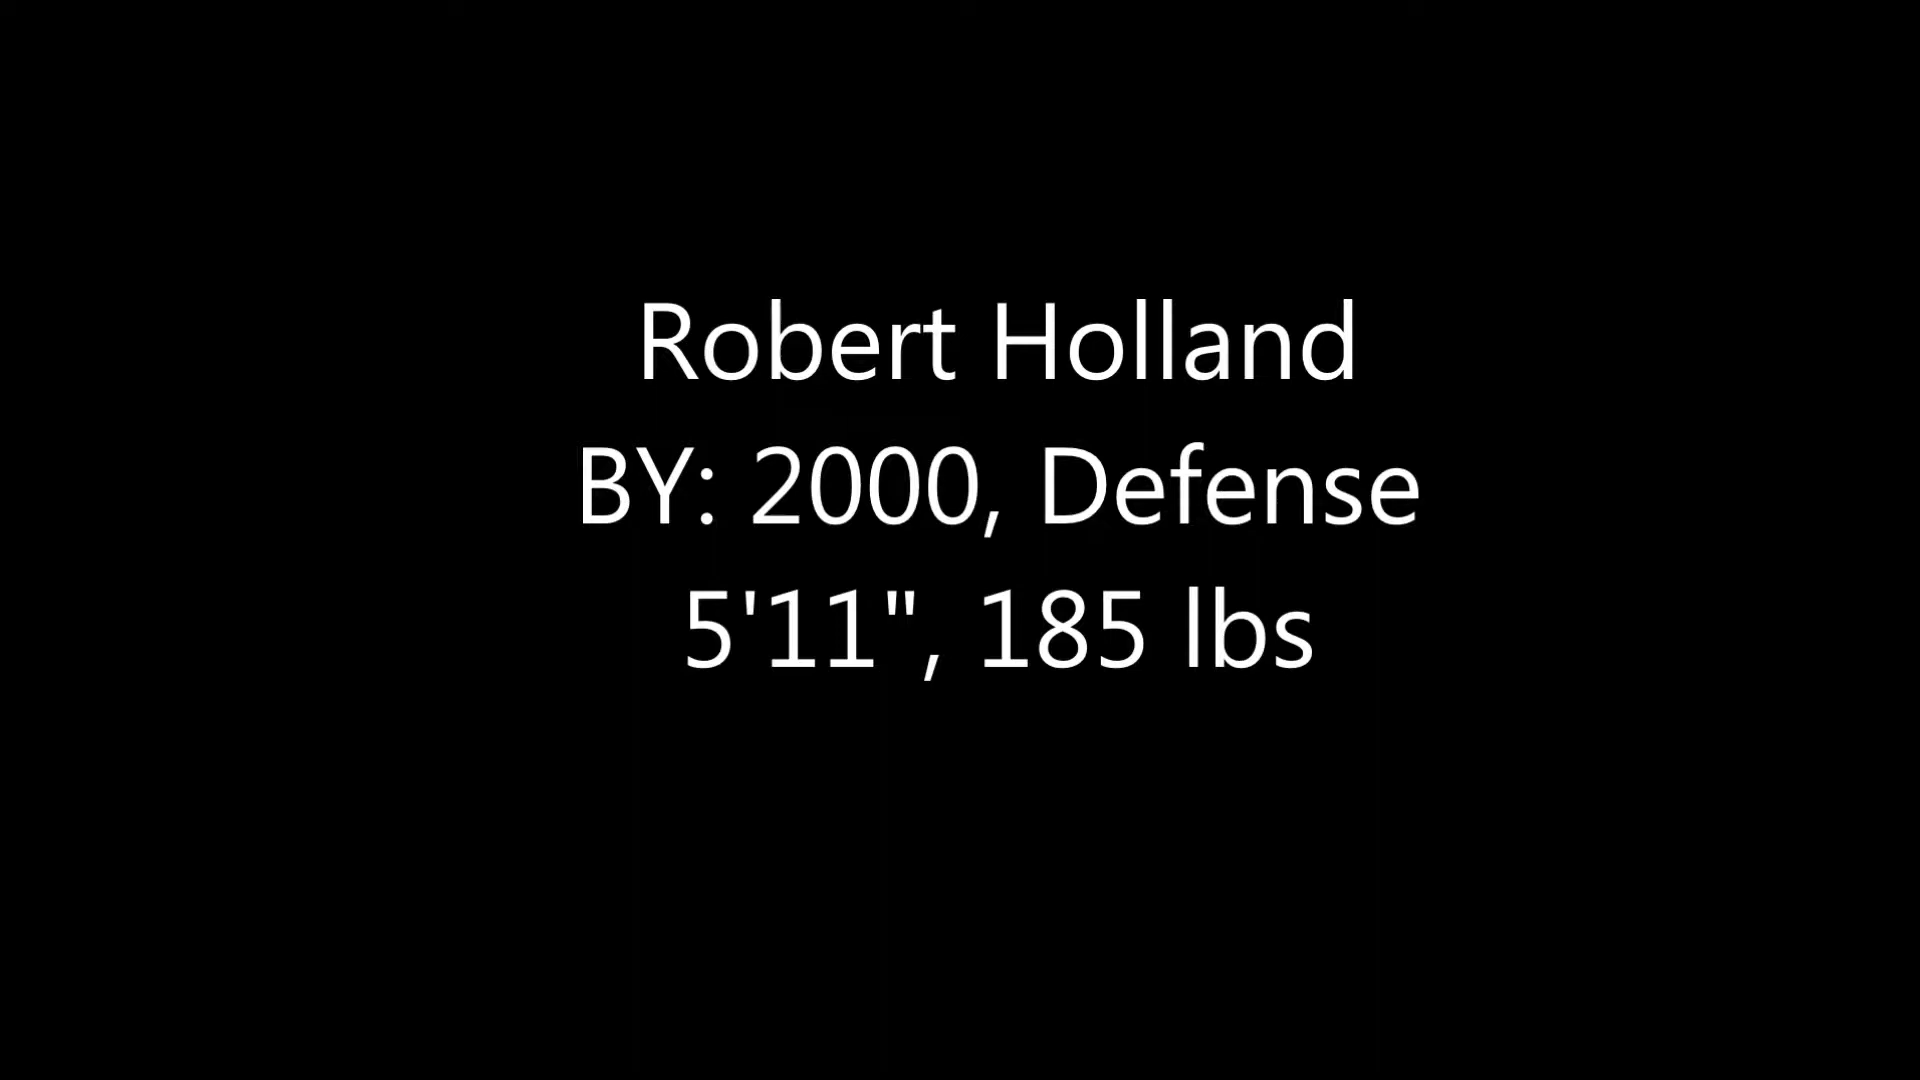 Robert Holland
BY: 2000, Defense
5'11", 185 lbs